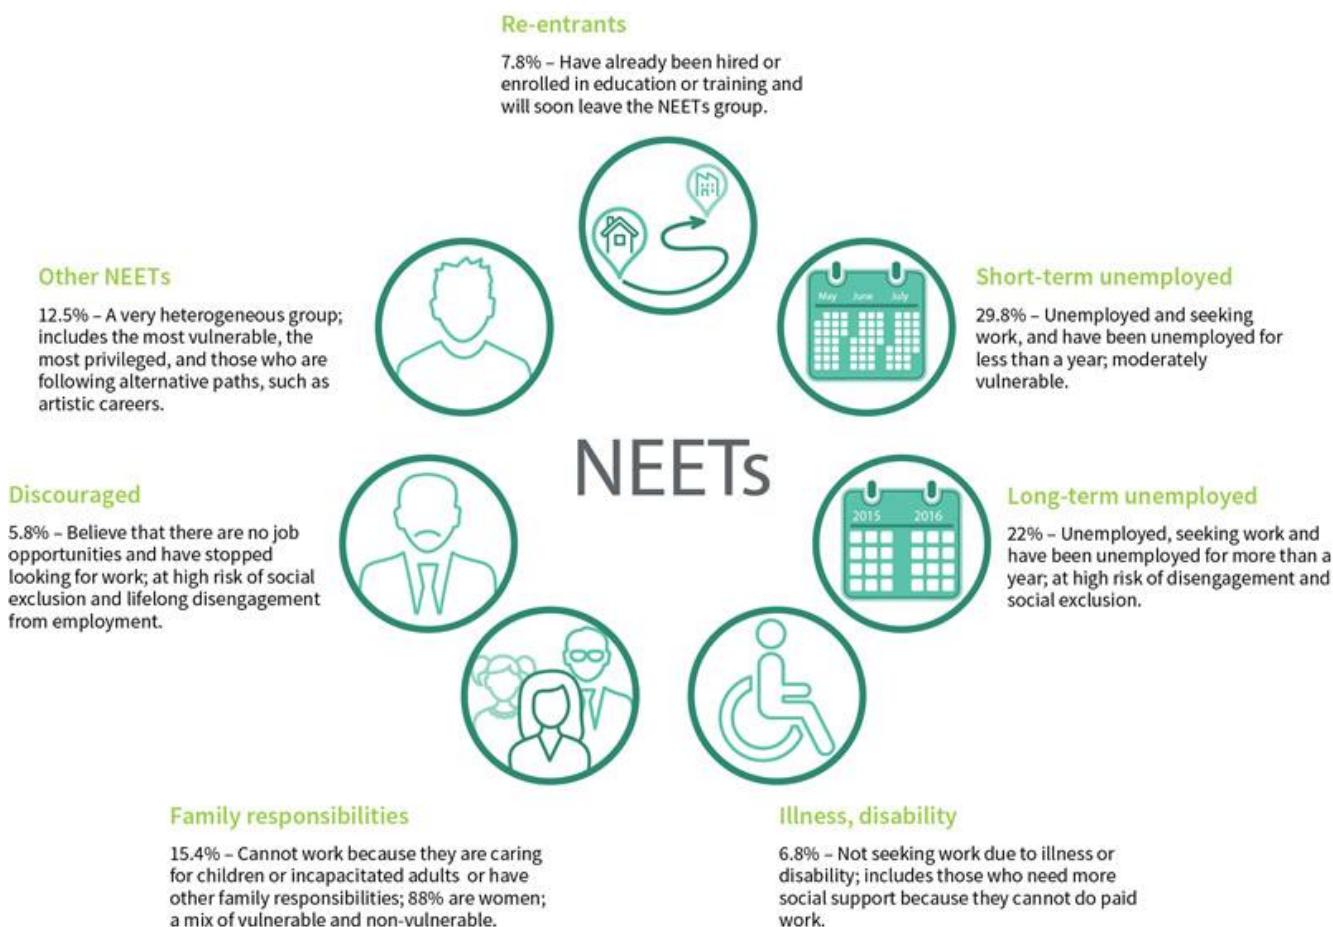 Re-entrants
7.8% – Have already been hired or
enrolled in education or training and
will soon leave the NEETs group.
Other NEETs
12.5% – A very heterogeneous group;
includes the most vulnerable, the
most privileged, and those who are
following alternative paths, such as
artistic careers.
May June July
Short-term unemployed
29.8% – Unemployed and seeking
work, and have been unemployed for
less than a year; moderately
vulnerable.
NEETs
Discouraged
5.8% – Believe that there are no job
opportunities and have stopped
looking for work; at high risk of social
exclusion and lifelong disengagement
from employment.
2015 2016
Long-term unemployed
22% – Unemployed, seeking work and
have been unemployed for more than a
year; at high risk of disengagement and
social exclusion.
Family responsibilities
15.4% – Cannot work because they are caring
for children or incapacitated adults or have
other family responsibilities; 88% are women;
a mix of vulnerable and non-vulnerable.
Illness, disability
6.8% – Not seeking work due to illness or
disability; includes those who need more
social support because they cannot do paid
work.